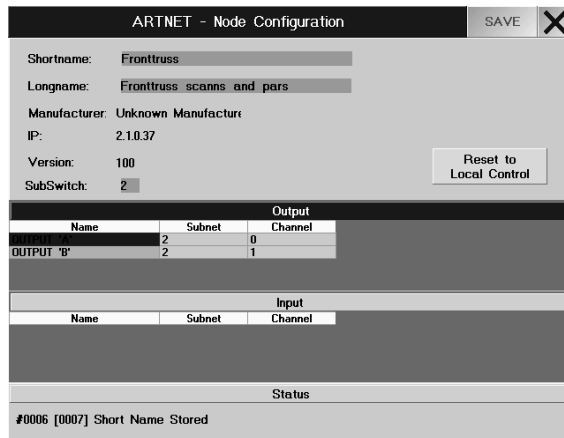 ARTNET - Node Configuration
SAVE
Shortname: Fronttruss
Longname: Fronttruss scanns and pars
Manufacturer: Unknown Manufacture
IP: 2.1.0.37
Version: 100
Reset to
Local Control
SubSwitch: 2
Output
Name Subnet Channel
OUTPUT 'A' 2 0
OUTPUT 'B' 2 1
Input
Name Subnet Channel
Status
#0006 [0007] Short Name Stored